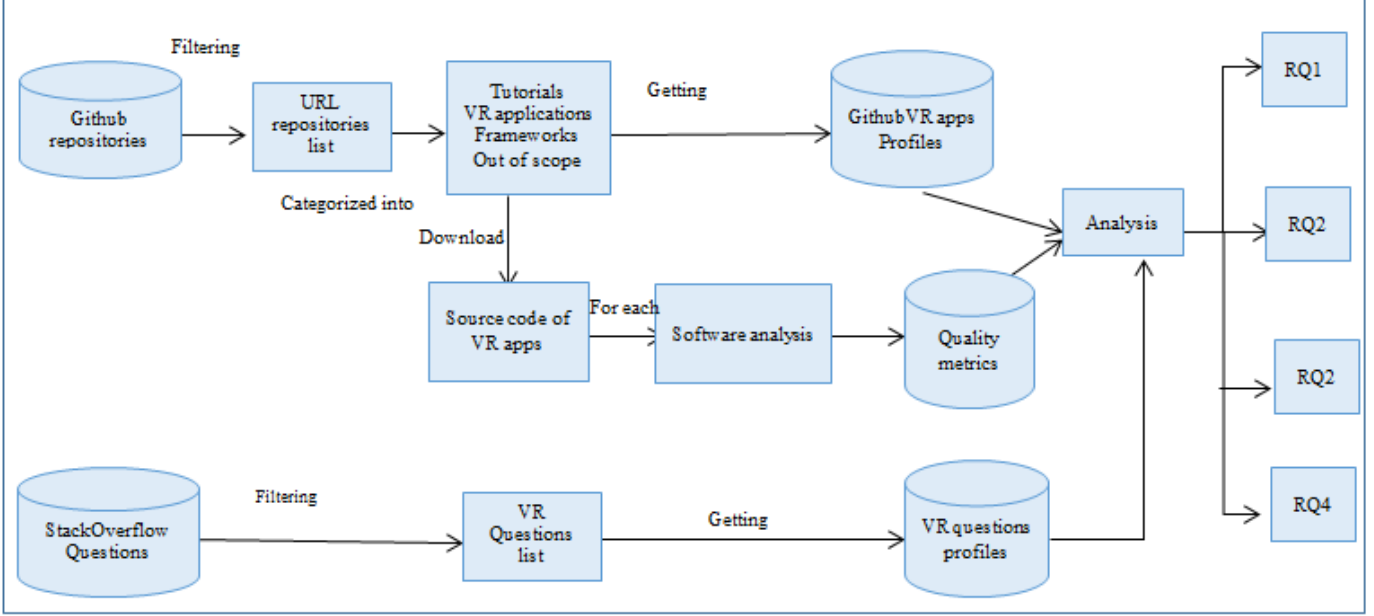 Filtering
Github
repositories
URL
repositories
list
Categorized into
Tutorials
VR applications
Frameworks
Out of scope
Getting
Github VR apps
Profiles
Download
Source code of
VR apps
For each
Software analysis
Quality
metrics
Analysis
RQ1
RQ2
RQ2
RQ4
StackOverflow
Questions
Filtering
VR
Questions
list
Getting
VR questions
profiles